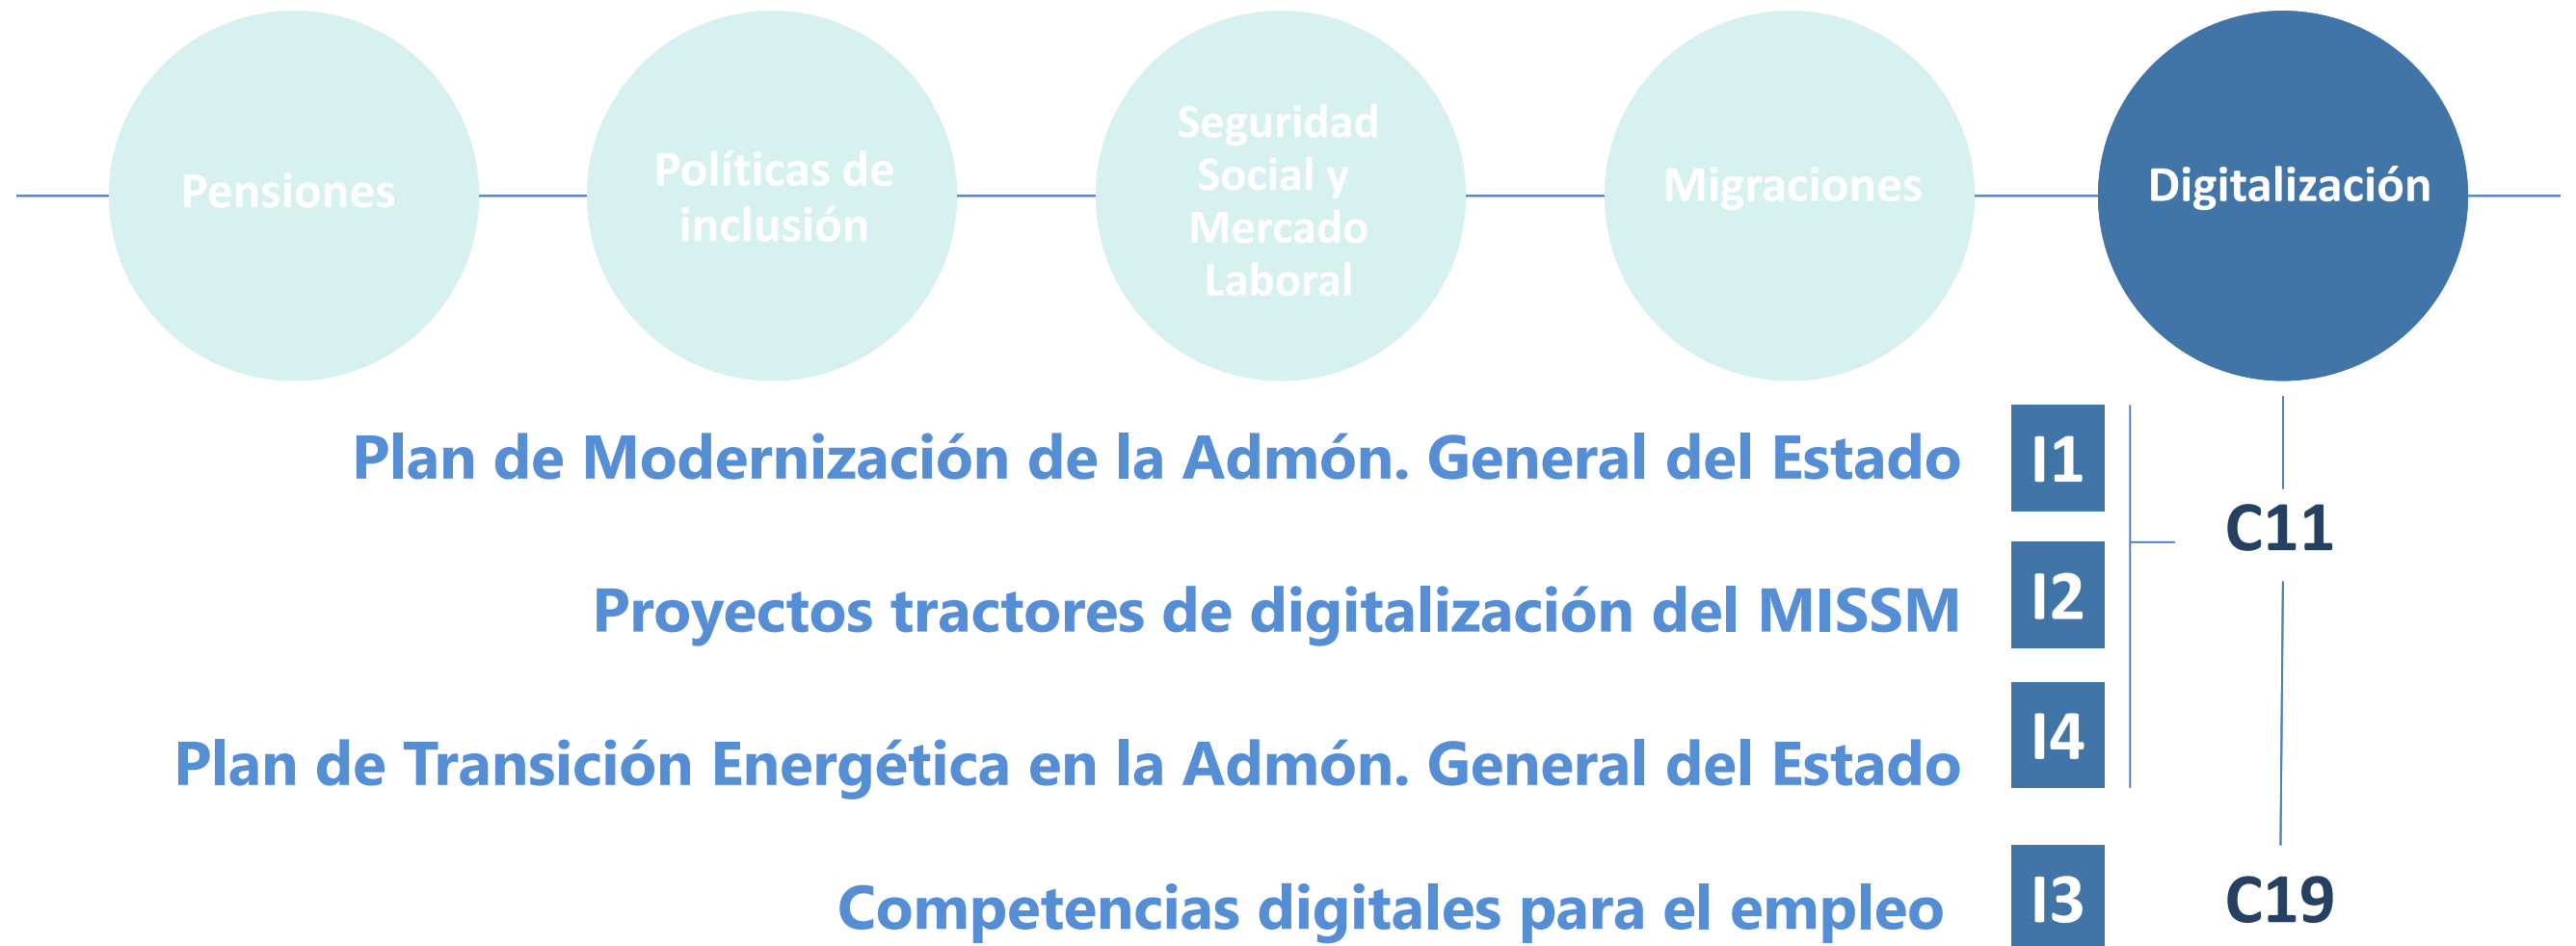 Pensiones
Políticas de
inclusión
Seguridad
Social y
Mercado
Laboral
Migraciones
Digitalización
Plan de Modernización de la Admón. General del Estado I1
C11
Proyectos tractores de digitalización del MISSM I2
Plan de Transición Energética en la Admón. General del Estado I4
Competencias digitales para el empleo I3 C19